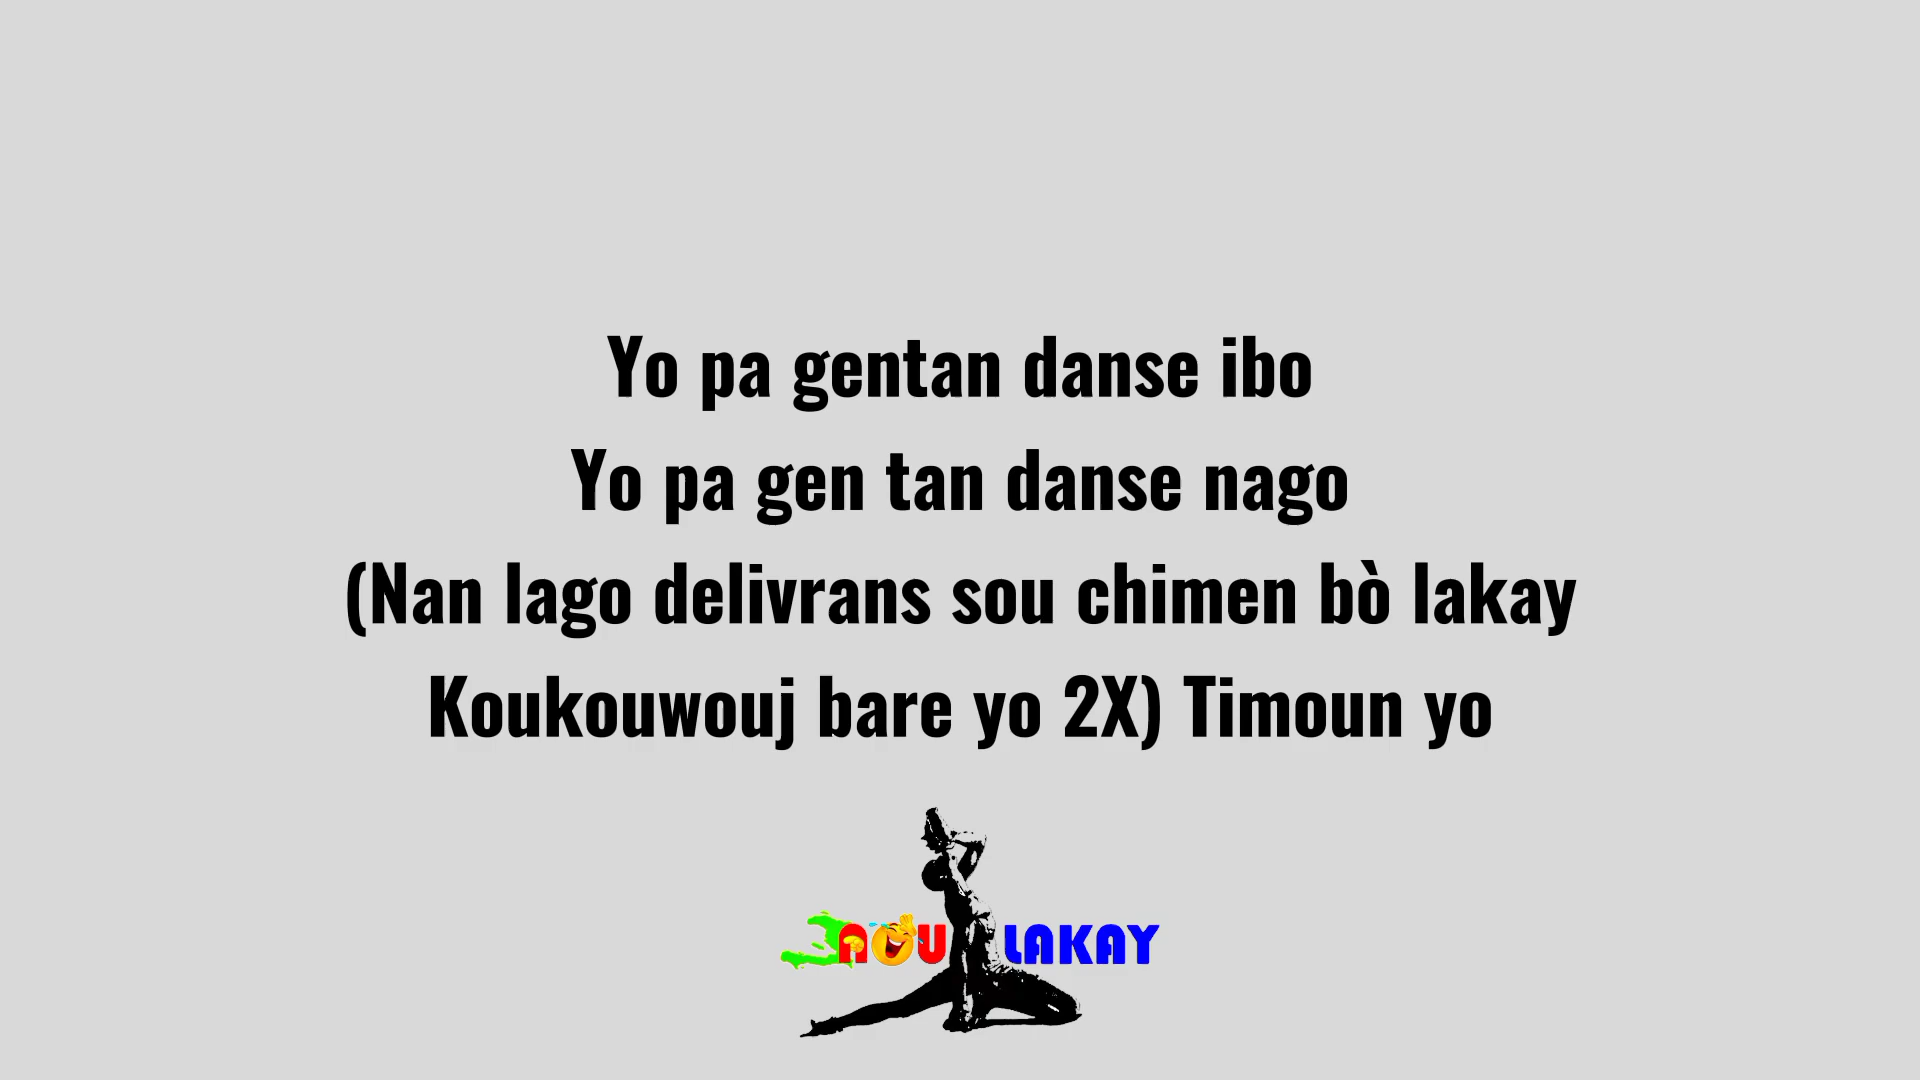 Yo pa gentan danse ibo
Yo pa gen tan danse nago
(Nan lago delivrans sou chimen bò lakay
Koukouwouj bare yo 2X) Timoun yo
AOU LAKAY